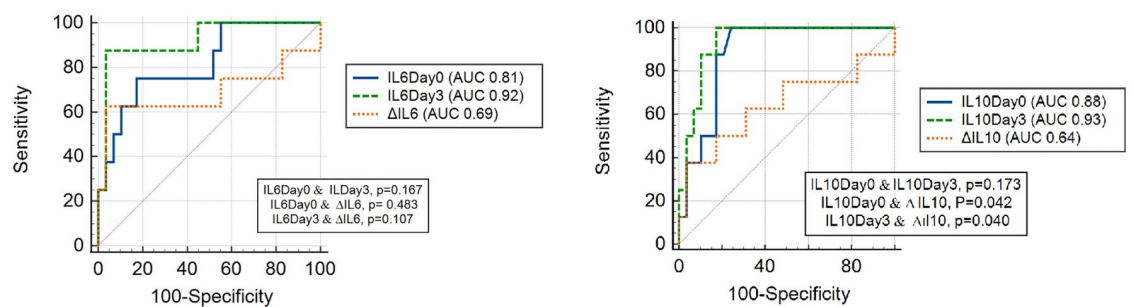 100
80
60
40
20
0
Sensitivity
0 20 40 60 80 100
100-Specificity
IL6Day0 (AUC 0.81)
IL6Day3 (AUC 0.92)
ΔIL6 (AUC 0.69)
IL6Day0 & ILDay3, p=0.167
IL6Day0 & ΔIL6, p= 0.483
IL6Day3 & ΔIL6, p=0.107
100
80
60
40
20
0
Sensitivity
0 40 80
100-Specificity
IL10Day0 (AUC 0.88)
IL10Day3 (AUC 0.93)
ΔIL10 (AUC 0.64)
IL10Day0 & IL10Day3, p=0.173
IL10Day0 & Λ IL10, P=0.042
IL10Day3 & Λıl10, p=0.040